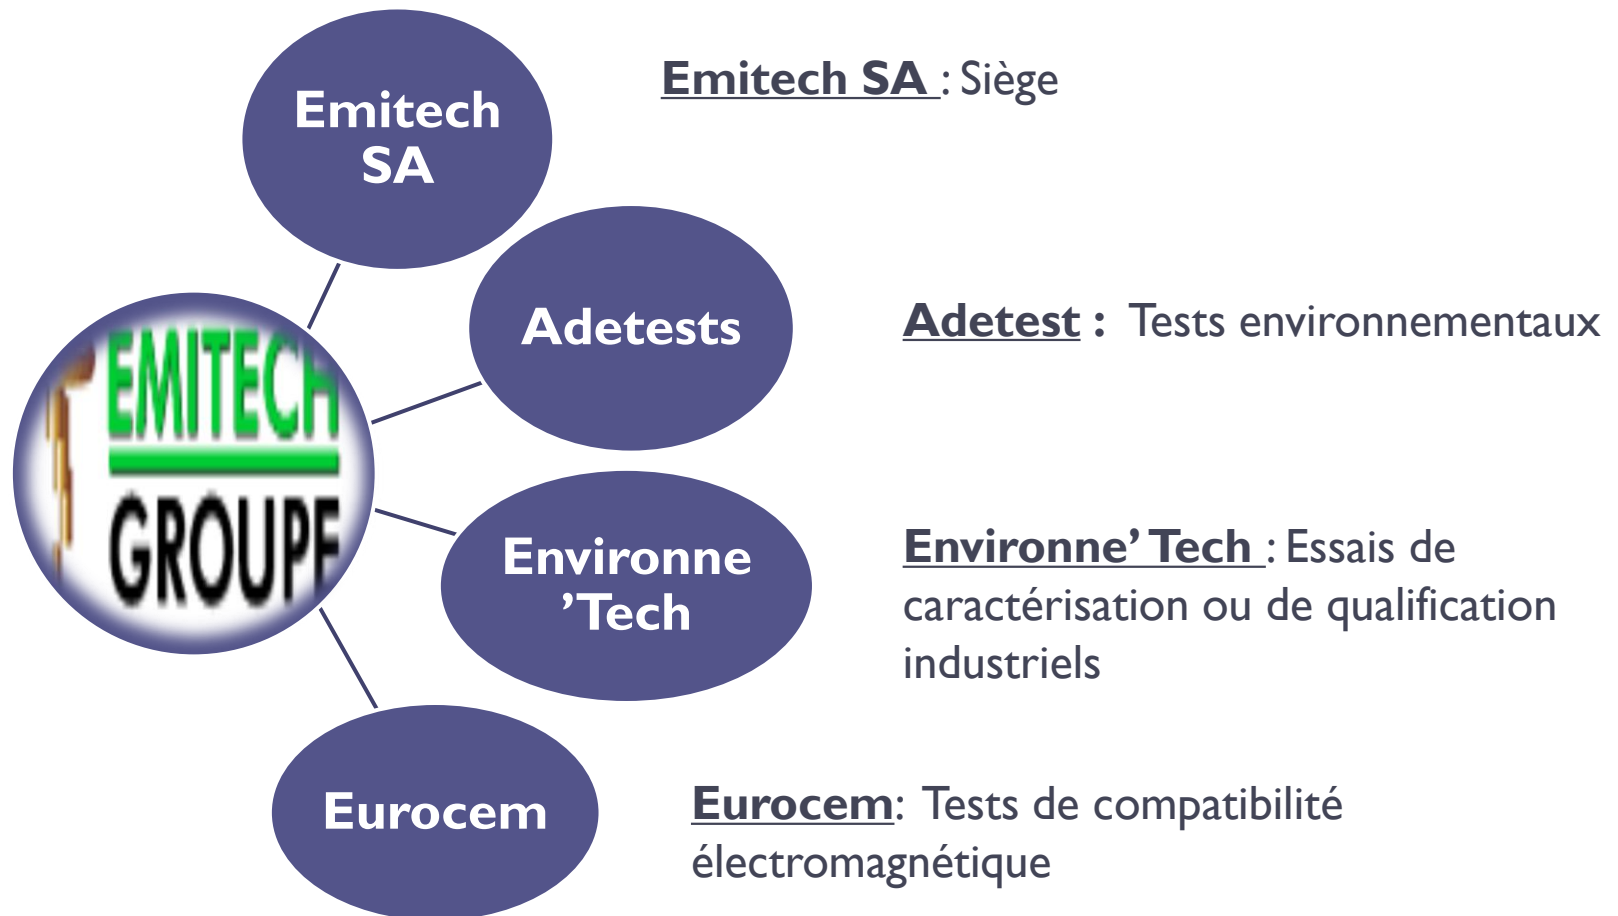 Emitech
SA
Emitech SA : Siège
Adetests
Adetest : Tests environnementaux
EMITECH
GROUPE
Environne
’Tech
Environne’ Tech : Essais de
caractérisation ou de qualification
industriels
Eurocem
Eurocem: Tests de compatibilité
électromagnétique